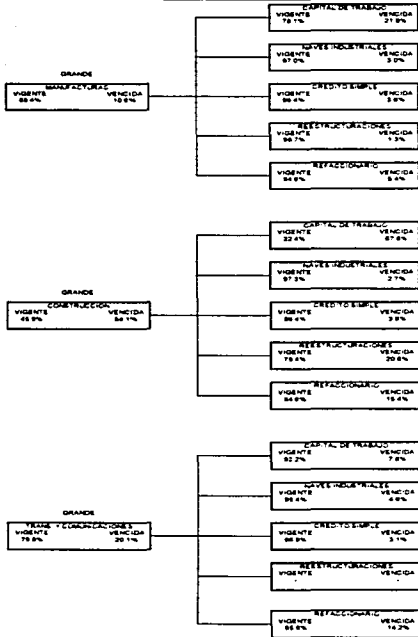 CAPITAL DE TRABAJO
VIGENTE VENCIDA
78.1% 21.9%
NAVES INDUSTRIALES
VIGENTE VENCIDA
97.0% 3.0%
GRANDE
MANUFACTURAS
VIGENTE VENCIDA
89.4% 10.6%
CREDITO SIMPLE
VIGENTE VENCIDA
96.4% 3.6%
REESTRUCTURACIONES
VIGENTE VENCIDA
98.7% 1.3%
REFACCIONARIO
VIGENTE VENCIDA
94.6% 5.4%
CAPITAL DE TRABAJO
VIGENTE VENCIDA
32.4% 67.6%
NAVES INDUSTRIALES
VIGENTE VENCIDA
97.3% 2.7%
GRANDE
CONSTRUCCION
VIGENTE VENCIDA
45.9% 54.1%
CREDITO SIMPLE
VIGENTE VENCIDA
96.4% 3.6%
REESTRUCTURACIONES
VIGENTE VENCIDA
79.4% 20.6%
REFACCIONARIO
VIGENTE VENCIDA
84.6% 15.4%
CAPITAL DE TRABAJO
VIGENTE VENCIDA
92.2% 7.8%
NAVES INDUSTRIALES
VIGENTE VENCIDA
95.4% 4.6%
GRANDE
TRANS. Y COMUNICACIONES
VIGENTE VENCIDA
79.9% 20.1%
CREDITO SIMPLE
VIGENTE VENCIDA
96.9% 3.1%
REESTRUCTURACIONES
VIGENTE VENCIDA
REFACCIONARIO
VIGENTE VENCIDA
85.8% 14.2%